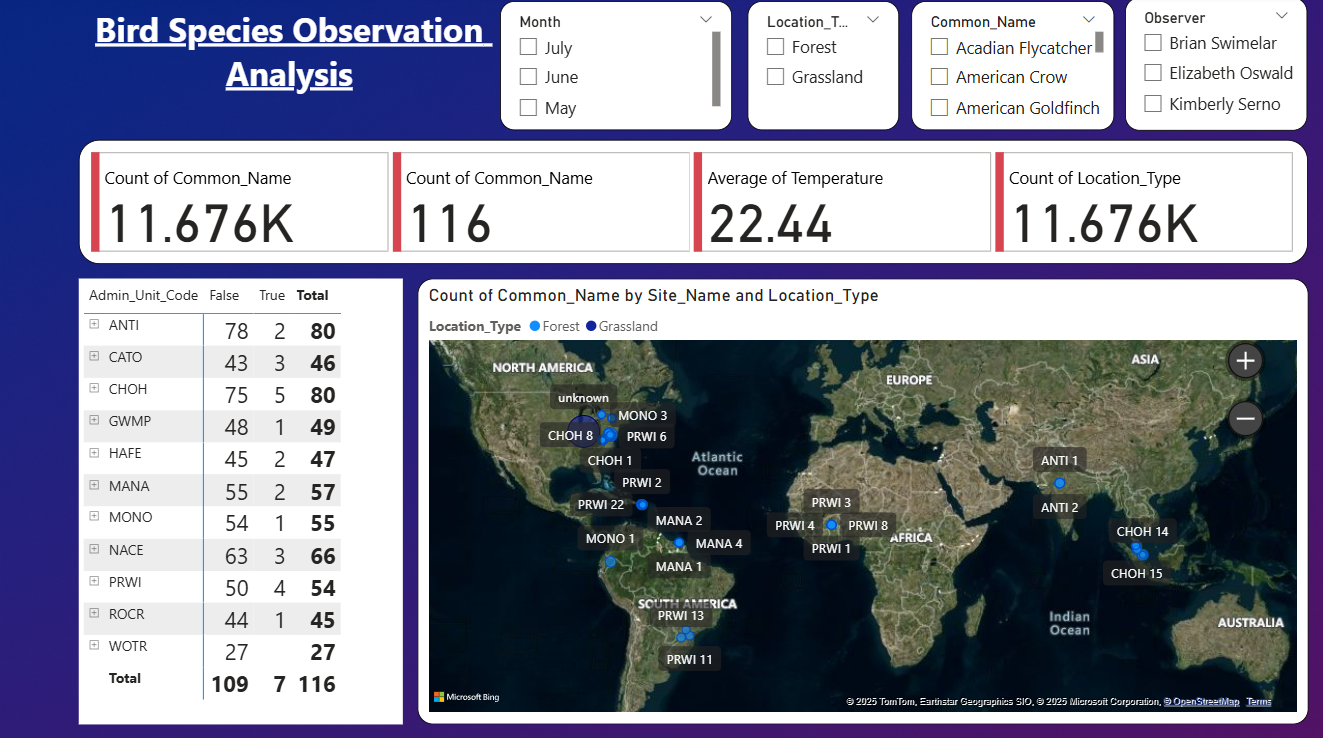 Bird Species Observation
Analysis
Month
July
June
May
Location_T...
Forest
Grassland
Common_Name
Acadian Flycatcher
American Crow
American Goldfinch
Observer
Brian Swimelar
Elizabeth Oswald
Kimberly Serno
Count of Common_Name
11.676K
Count of Common_Name
116
Average of Temperature
22.44
Count of Location_Type
11.676K
Admin_Unit_Code False True Total
ANTI 78 2 80
CATO 43 3 46
CHOH 75 5 80
GWMP 48 1 49
HAFE 45 2 47
MANA 55 2 57
MONO 54 1 55
NACE 63 3 66
PRWI 50 4 54
ROCR 44 1 45
WOTR 27 27
Total 109 7 116
Count of Common_Name by Site_Name and Location_Type
Location_Type Forest Grassland
NORTH AMERICA
EUROPE
ASIA
unknown
MONO 3
CHOH 8
PRWI 6
CHOH 1
Atlantic
Ocean
PRWI 2
PRWI 22
MANA 2
MONO 1
MANA 4
MANA 1
PRWI 3
PRWI 4
PRWI 8
AFRICA
PRWI 1
ANTI 1
ANTI 2
CHOH 14
CHOH 15
SOUTH AMERICA
PRWI 13
PRWI 11
Indian
Ocean
AUSTRALIA
Microsoft Bing
© 2025 TomTom, Earthstar Geographics SIO, © 2025 Microsoft Corporation, © OpenStreetMap Terms